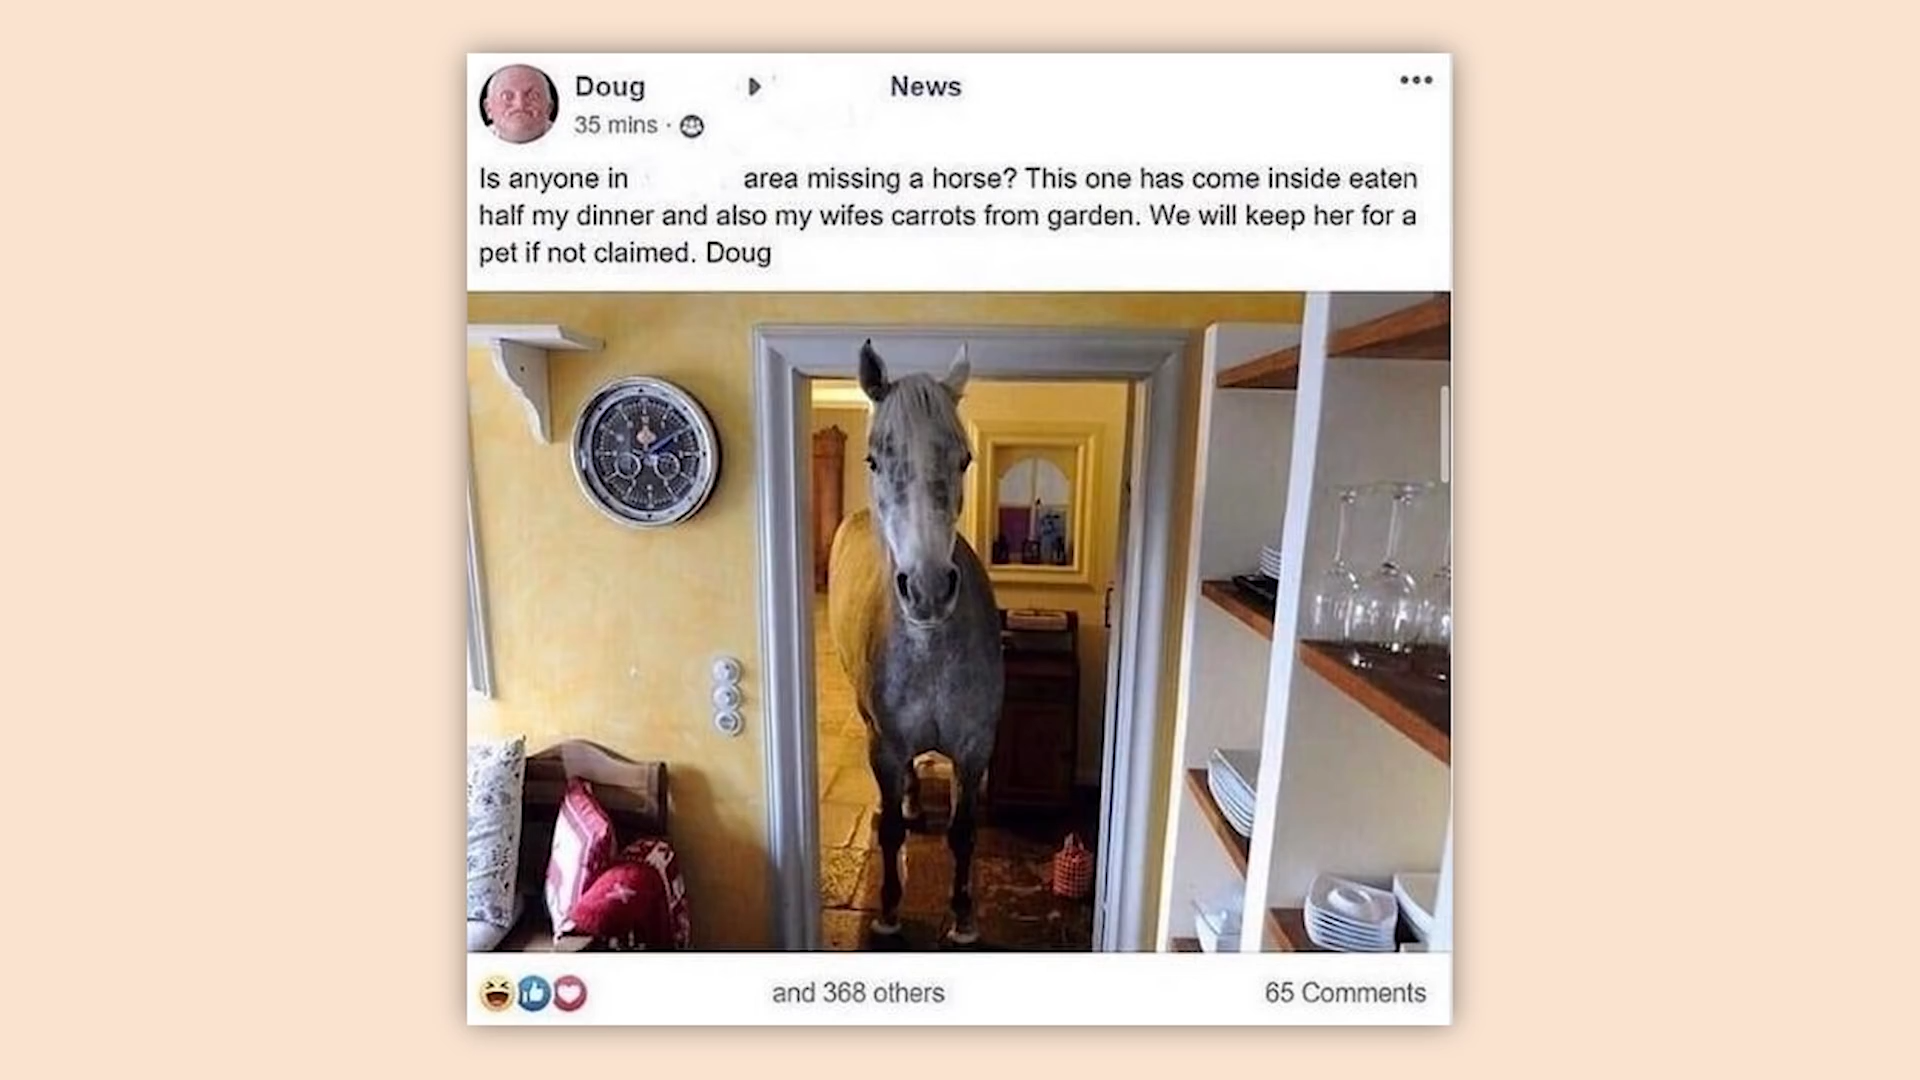 Doug News
35 mins ·
Is anyone in area missing a horse? This one has come inside eaten
half my dinner and also my wifes carrots from garden. We will keep her for a
pet if not claimed. Doug
and 368 others 65 Comments